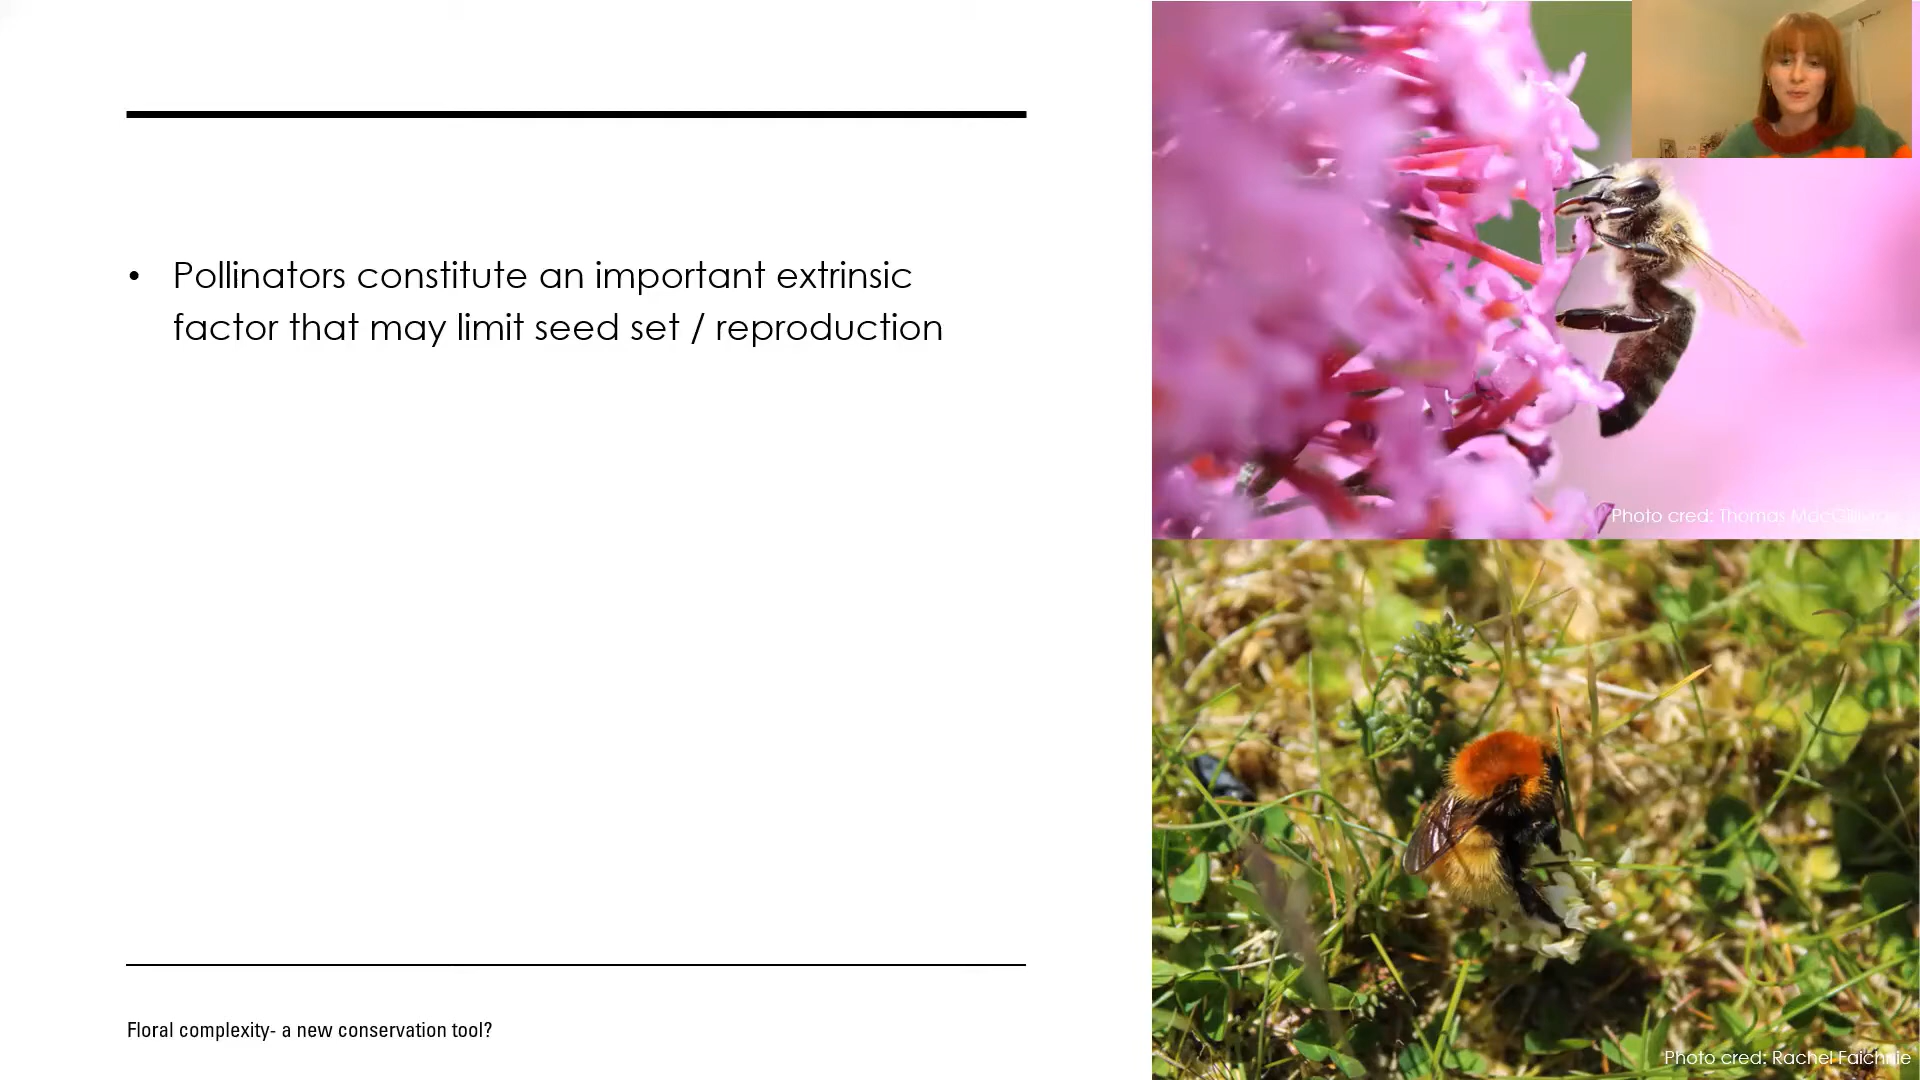 • Pollinators constitute an important extrinsic
factor that may limit seed set / reproduction
Photo cred: Thomas
Photo cred: Rachel Faichnie
Floral complexity- a new conservation tool?